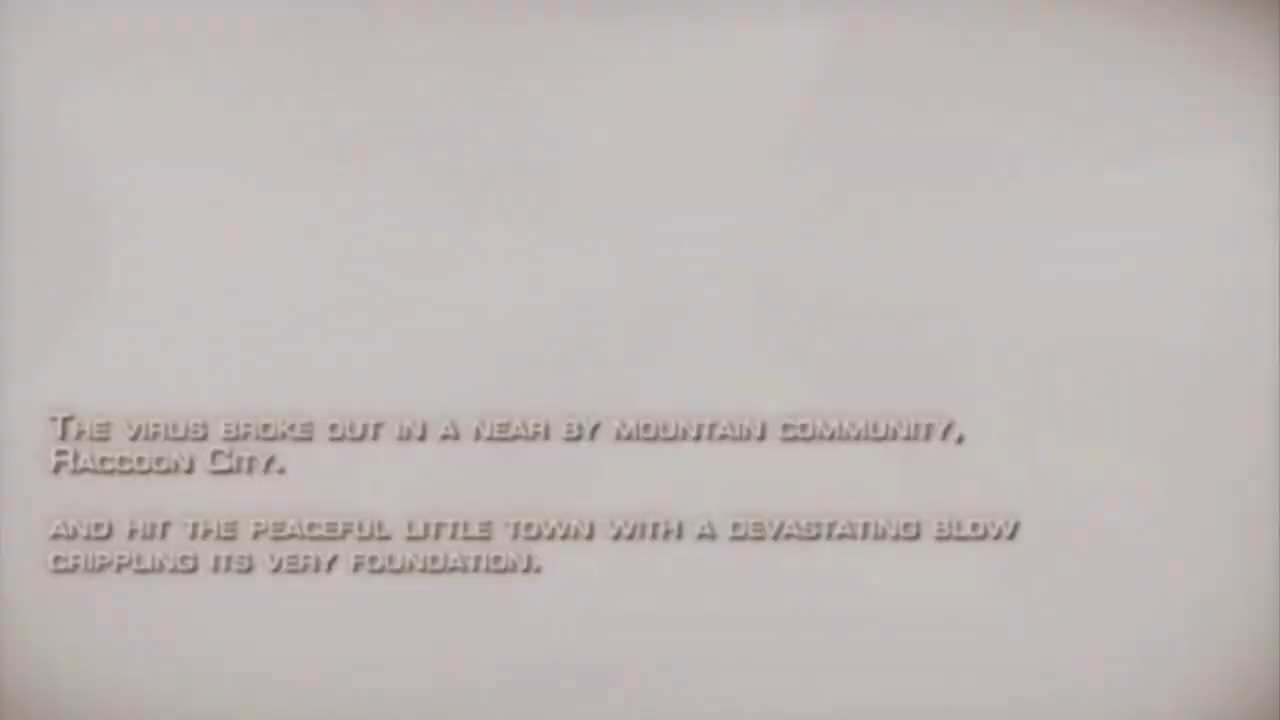 The virus broke out in a near by mountain community,
Raccoon City.
and hit the peaceful little town with a devastating blow
crippling its very foundation.